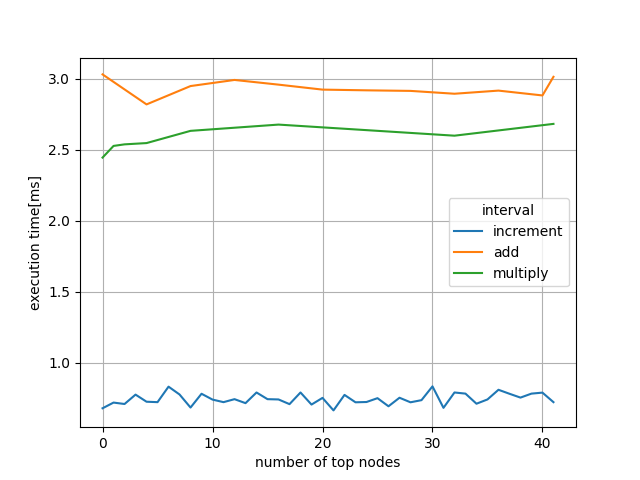 3.0
2.5
2.0
1.5
1.0
execution time[ms]
interval
increment
add
multiply
0
10
20
30
40
number of top nodes